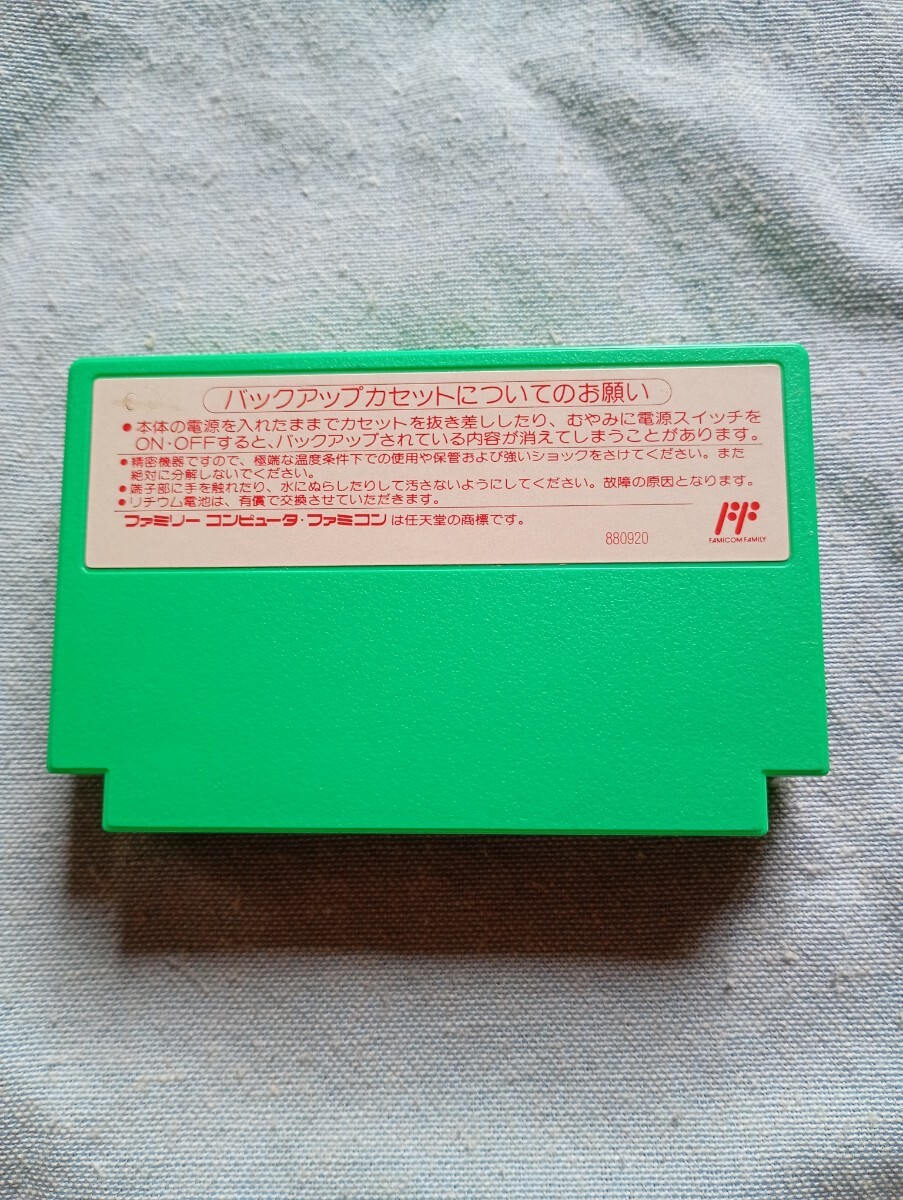 バックアップカセットについてのお願い
●本体の電源を入れたままでカセットを抜き差ししたり、むやみに電源スイッチを
ON・OFFすると、バックアップされている内容が消えてしまうことがあります。
●精密機器ですので、極端な温度条件下での使用や保管および強いショックをさけてください。また
絶対に分解しないでください。
●端子部に手を触れたり、水にぬらしたりして汚さないようにしてください。故障の原因となります。
●リチウム電池は、有償で交換させていただきます。
ファミリー コンピュータ・ファミコン は任天堂の商標です。
880920
FAMICOM FAMILY